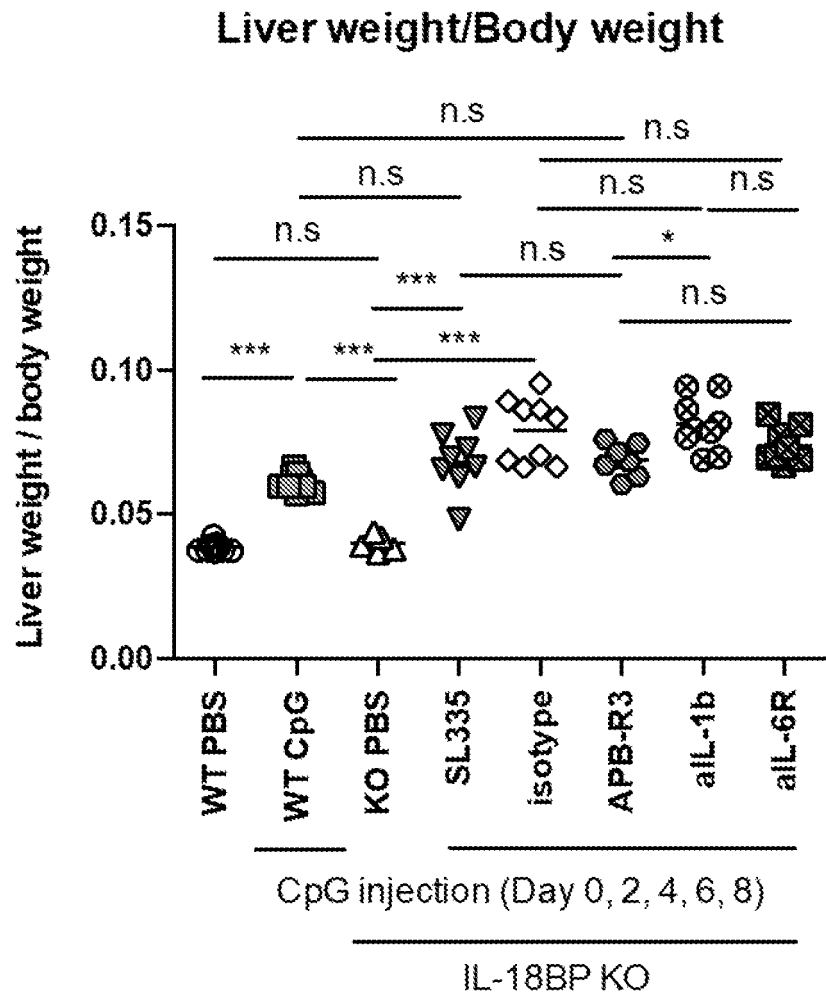 Liver weight/Body weight
n.s
n.s
n.s
n.s
n.s
n.s
n.s
*
***
n.s
***
***
***
0.15
0.10
0.05
0.00
Liver weight / body weight
WT PBS
WT CpG
KO PBS
SL335
isotype
APB-R3
aIL-1b
aIL-6R
CpG injection (Day 0, 2, 4, 6, 8)
IL-18BP KO